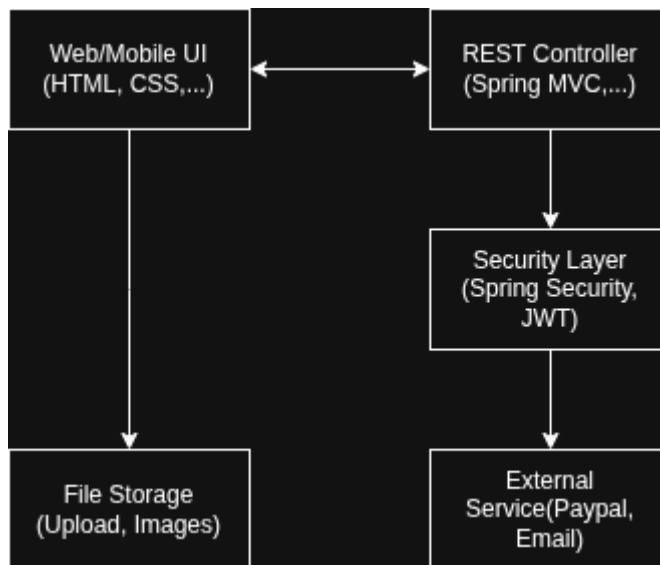 Web/Mobile UI
(HTML, CSS,...)
REST Controller
(Spring MVC,...)
Security Layer
(Spring Security,
JWT)
File Storage
(Upload, Images)
External
Service(Paypal,
Email)